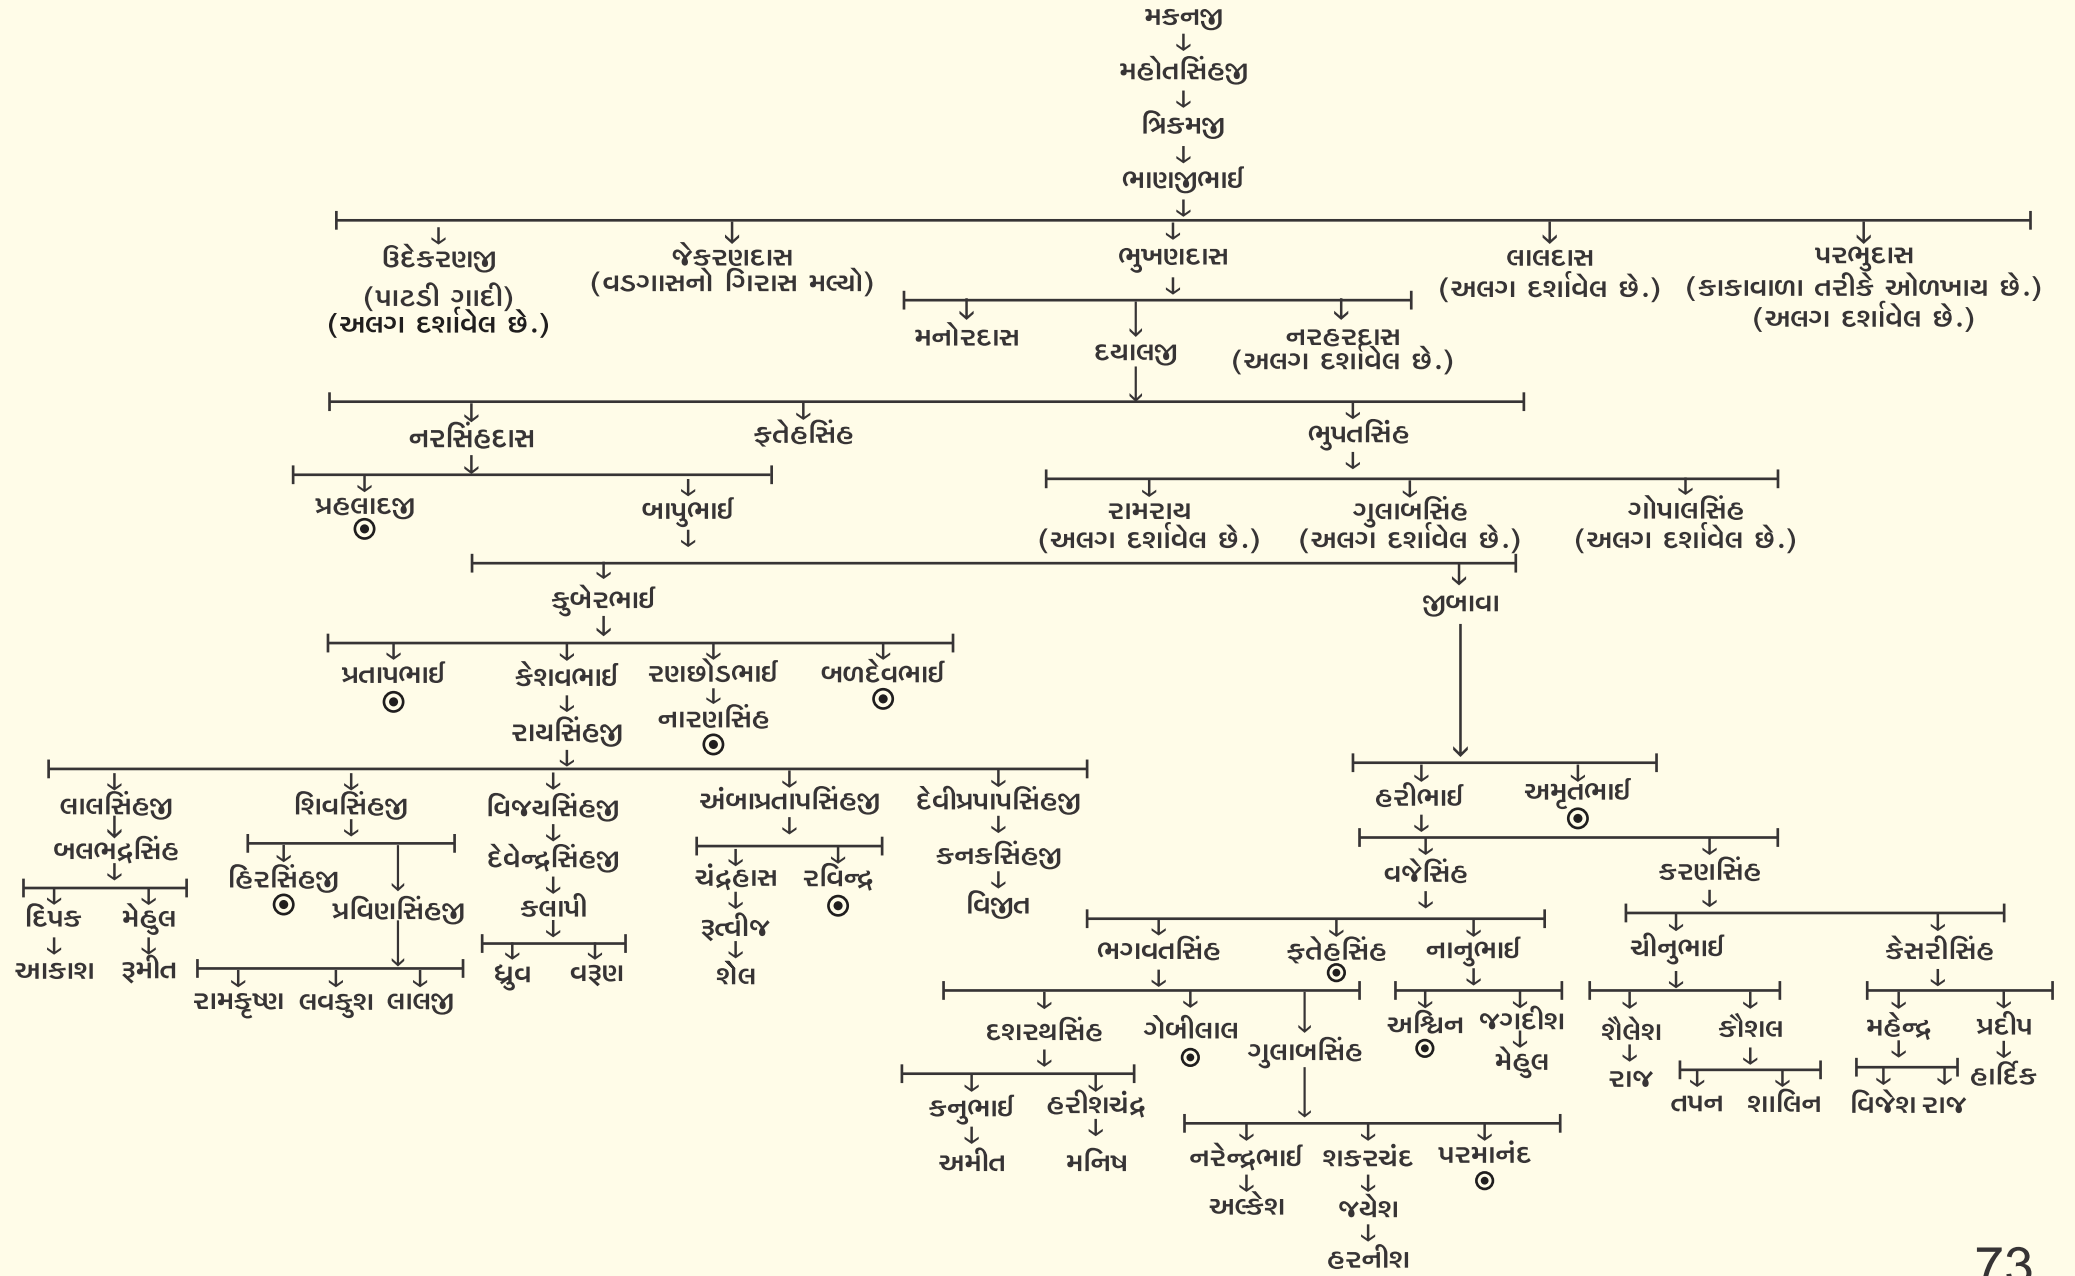 મકનજી
મહોતસિંહજી
ત્રિકમજી
ભાણજીભાઈ
ઉદેકરણજી જેકરણદાસ ભુખણદાસ લાલદાસ પરભુદાસ
(પાટડી ગાદી) (વડગાસનો ગિરાસ મલ્યો) (અલગ દર્શાવેલ છે.) (કાકાવાળા તરીકે ઓળખાય છે.)
(અલગ દર્શાવેલ છે.) (અલગ દર્શાવેલ છે.)
મનોરદાસ દયાલજી નરહરદાસ
(અલગ દર્શાવેલ છે.)
નરસિંહદાસ ફતેહસિંહ ભુપતસિંહ
પ્રહલાદજી બાપુભાઈ રામરાય ગુલાબસિંહ ગોપાલસિંહ
(અલગ દર્શાવેલ છે.) (અલગ દર્શાવેલ છે.) (અલગ દર્શાવેલ છે.)
કુબેરભાઈ જીબાવા
પ્રતાપભાઈ કેશવભાઈ રણછોડભાઈ બળદેવભાઈ
રાયસિંહજી નારણસિંહ
લાલસિંહજી શિવસિંહજી વિજયસિંહજી અંબાપ્રતાપસિંહજી દેવીપ્રપાપસિંહજી હરીભાઈ અમૃતભાઈ
બલભદ્રસિંહ હિરસિંહજી દેવેન્દ્રસિંહજી ચંદ્રહાસ રવિન્દ્ર કનકસિંહજી વજેસિંહ કરણસિંહ
દિપક મેહુલ પ્રવિણસિંહજી કલાપી રૂત્વીજ વિજીત
ભગવતસિંહ ફતેહસિંહ નાનુભાઈ ચીનુભાઈ કેસરીસિંહ
આકાશ રૂમીત રામકૃષ્ણ લવકુશ લાલજી ધ્રુવ વરૂણ શેલ
દશરથસિંહ ગેબીલાલ ગુલાબસિંહ અશ્વિન જગદીશ શૈલેશ કૌશલ મહેન્દ્ર પ્રદીપ
મેહુલ રાજ હાર્દિક
કનુભાઈ હરીશચંદ્ર તપન શાલિન વિજેશ રાજ
અમીત મનિષ નરેન્દ્રભાઈ શકરચંદ પરમાનંદ
અલ્કેશ જયેશ
હરનીશ
73